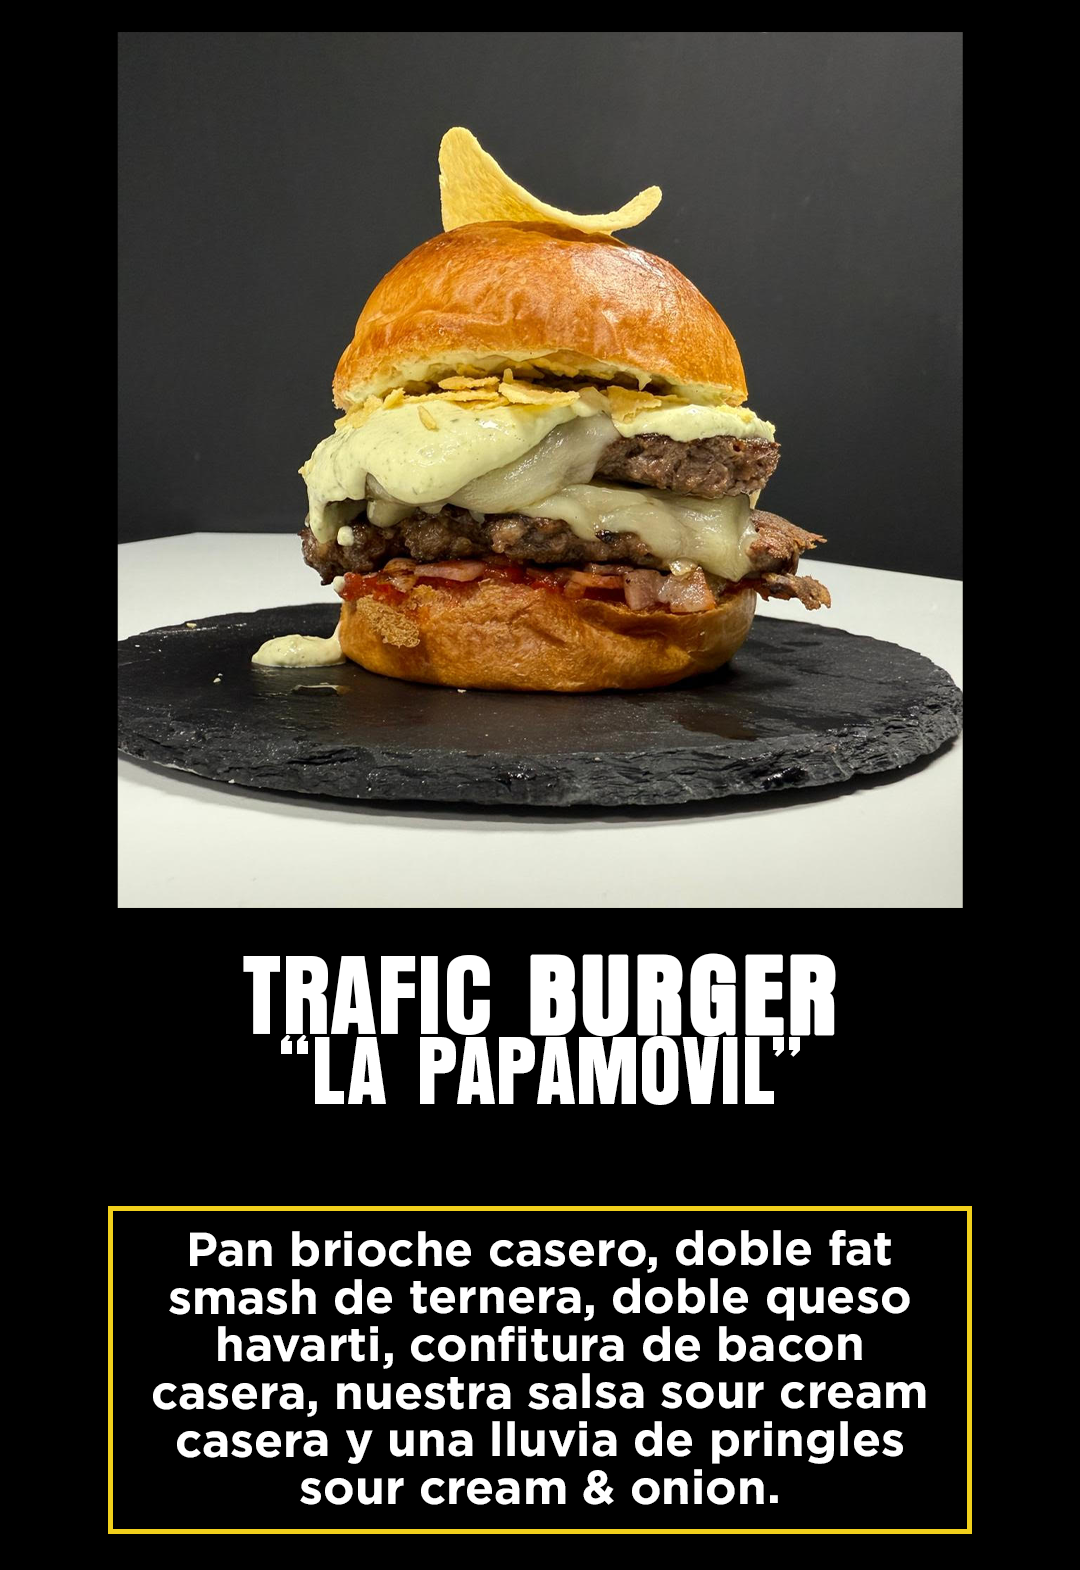 TRAFIC BURGER
“LA PAPAMOVIL”
Pan brioche casero, doble fat
smash de ternera, doble queso
havarti, confitura de bacon
casera, nuestra salsa sour cream
casera y una lluvia de pringles
sour cream & onion.